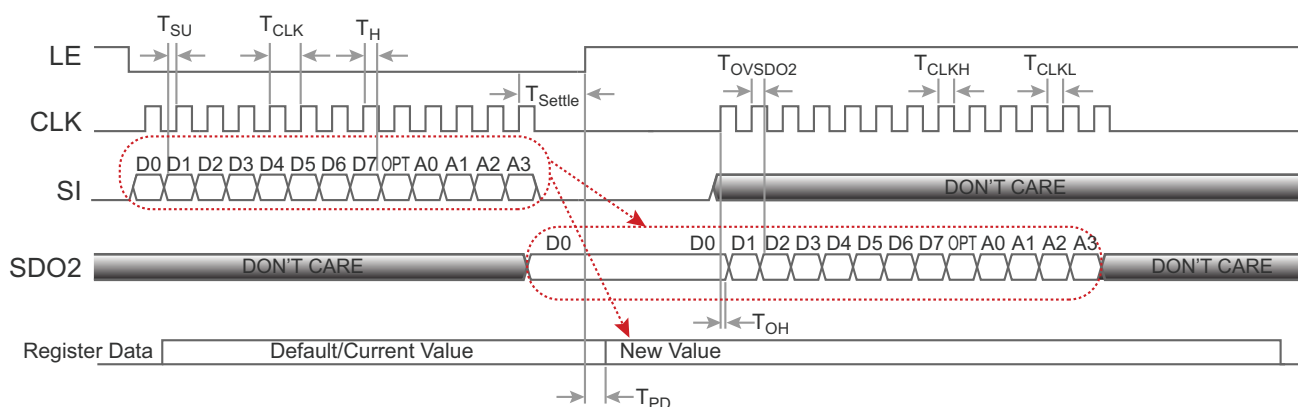 T_SU T_CLK T_H
LE
T_Settle T_OVSDO2 T_CLKH T_CLKL
CLK
D0 D1 D2 D3 D4 D5 D6 D7 OPT A0 A1 A2 A3
SI DON'T CARE
D0 D0 D1 D2 D3 D4 D5 D6 D7 OPT A0 A1 A2 A3
SDO2 DON'T CARE DON'T CARE
T_OH
Register Data Default/Current Value New Value
T_PD